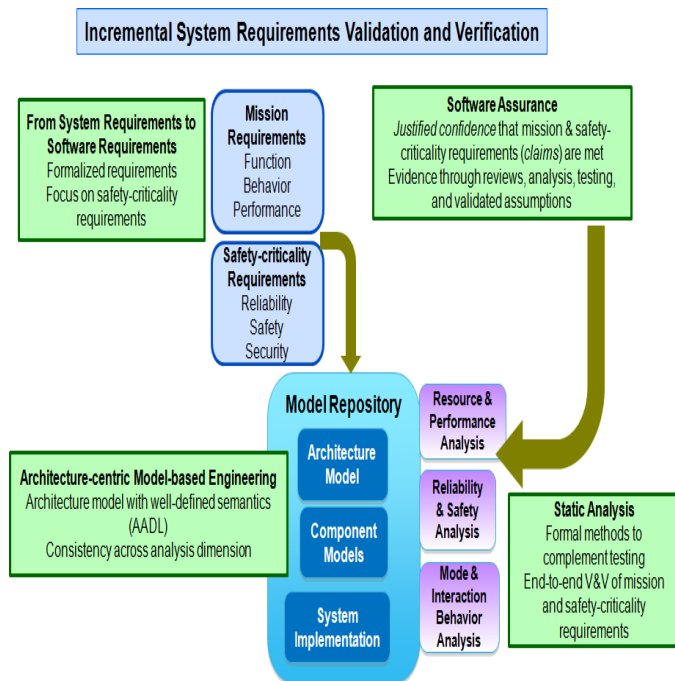 Incremental System Requirements Validation and Verification
From System Requirements to
Software Requirements
Formalized requirements
Focus on safety-criticality
requirements
Mission
Requirements
Function
Behavior
Performance
Software Assurance
Justified confidence that mission & safety-
criticality requirements (claims) are met
Evidence through reviews, analysis, testing,
and validated assumptions
Safety-criticality
Requirements
Reliability
Safety
Security
Model Repository
Architecture
Model
Component
Models
System
Implementation
Resource &
Performance
Analysis
Reliability
& Safety
Analysis
Mode &
Interaction
Behavior
Analysis
Architecture-centric Model-based Engineering
Architecture model with well-defined semantics
(AADL)
Consistency across analysis dimension
Static Analysis
Formal methods to
complement testing
End-to-end V&V of mission
and safety-criticality
requirements